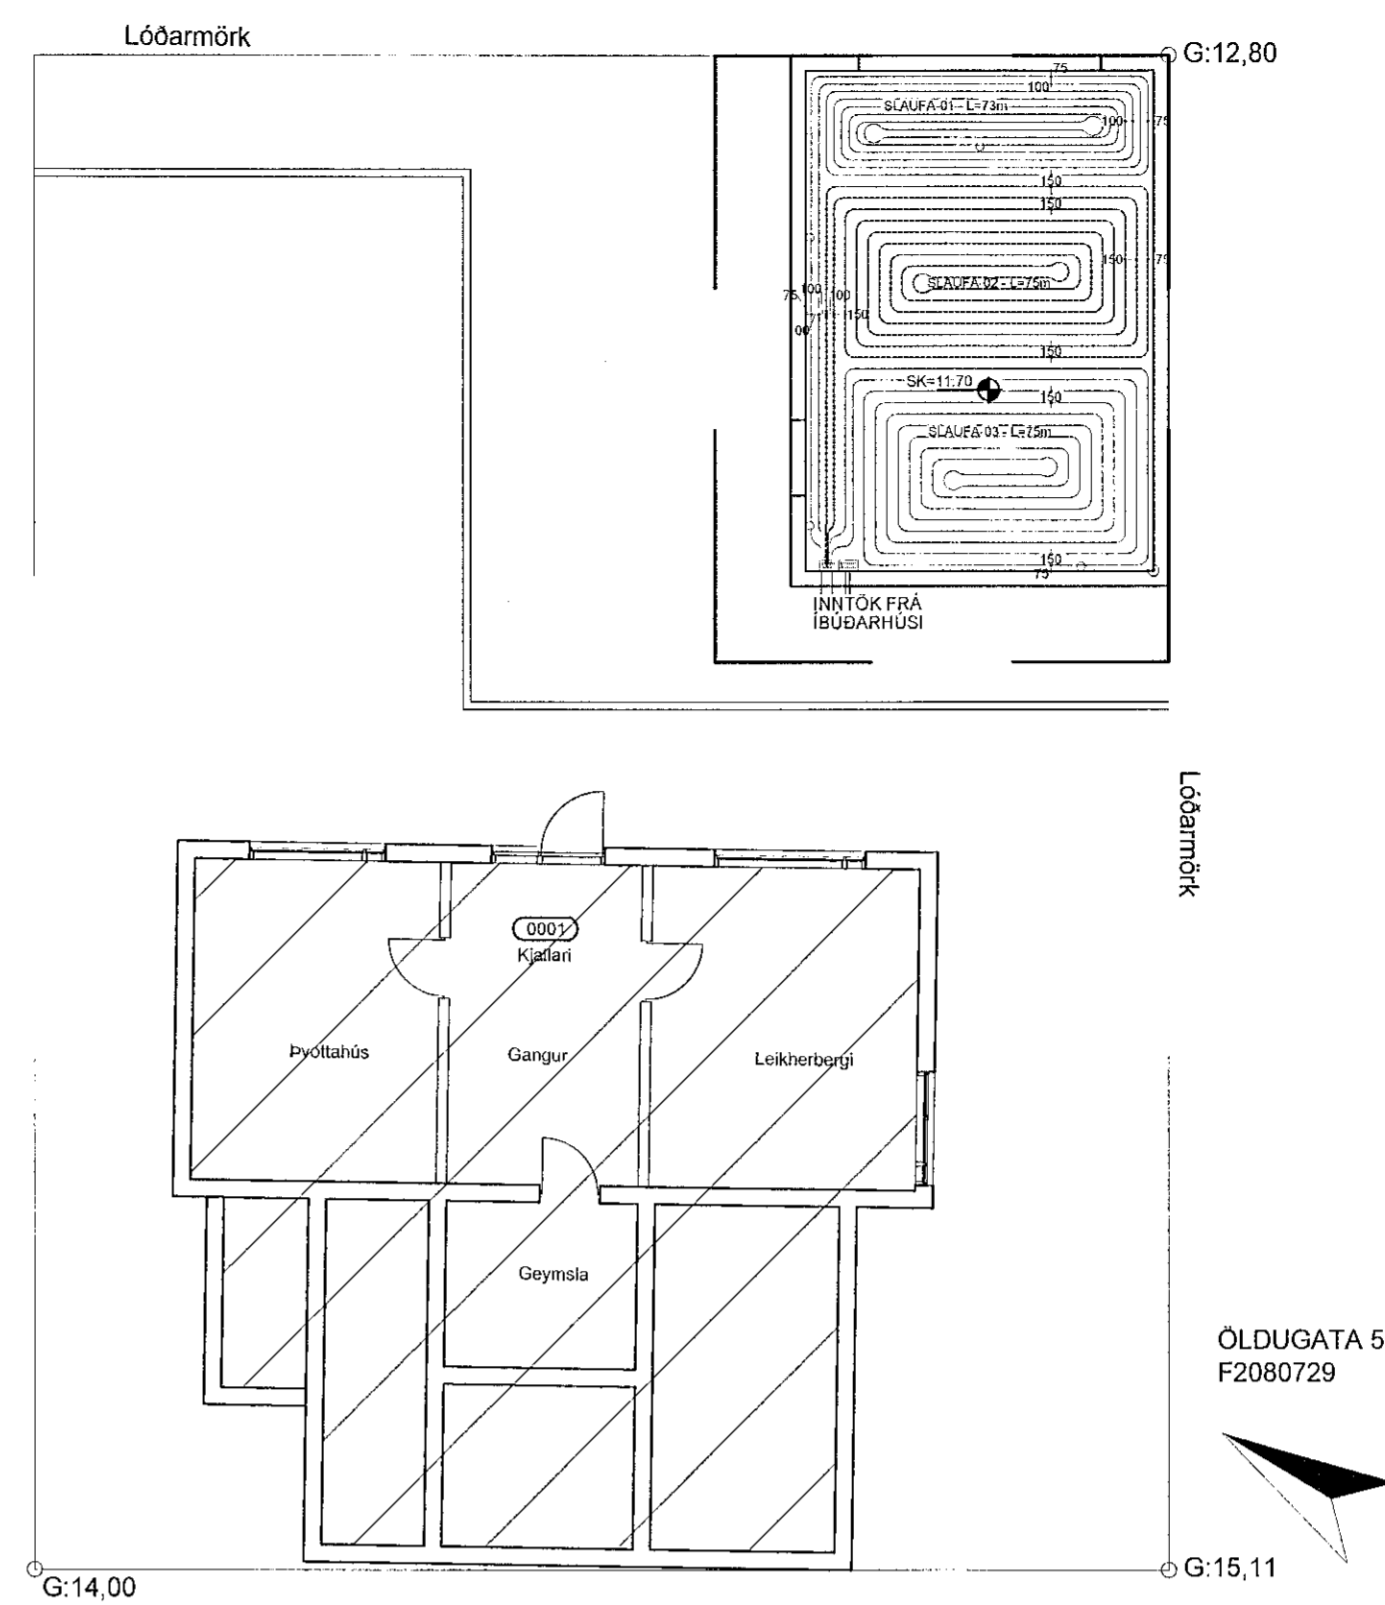 Lóðarmörk
G:12,80
75
100
SLAUFA-01 - L=73m
100
75
150
150
150
75
SLAUFA-02 - L=75m
75
100
100
150
150
SK=11.70
150
SLAUFA-03 - L=75m
150
75
INNTÖK FRÁ
ÍBÚÐARHÚSI
Lóðarmörk
0001
Kjallari
Þvottahús
Gangur
Leikherbergi
Geymsla
ÖLDUGATA 5
F2080729
G:14,00
G:15,11